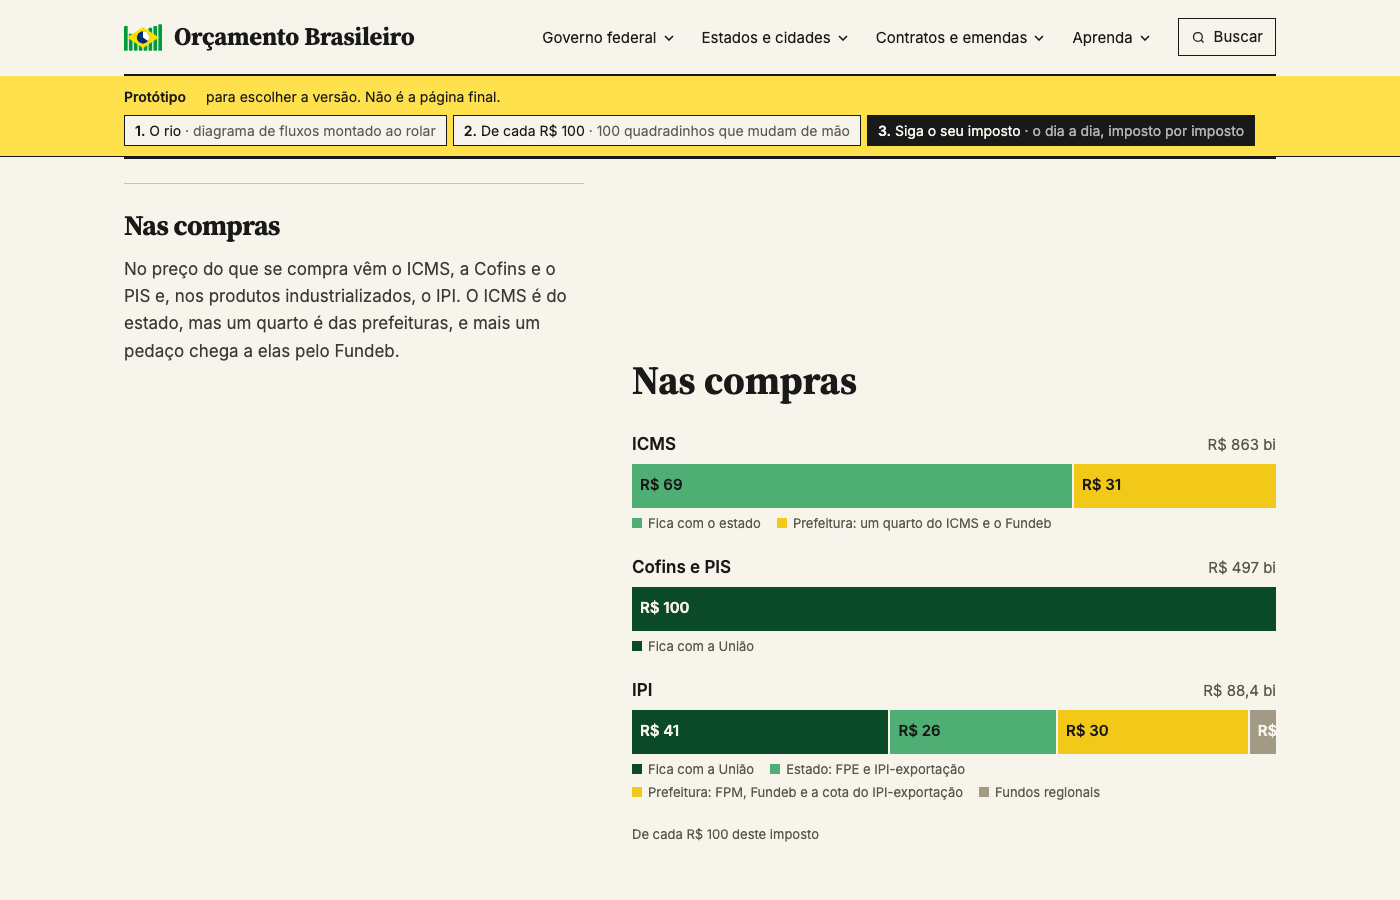 Orçamento Brasileiro
Governo federal
Estados e cidades
Contratos e emendas
Aprenda
Buscar
Protótipo para escolher a versão. Não é a página final.
1. O rio · diagrama de fluxos montado ao rolar
2. De cada R$ 100 · 100 quadradinhos que mudam de mão
3. Siga o seu imposto · o dia a dia, imposto por imposto
Nas compras
No preço do que se compra vêm o ICMS, a Cofins e o
PIS e, nos produtos industrializados, o IPI. O ICMS é do
estado, mas um quarto é das prefeituras, e mais um
pedaço chega a elas pelo Fundeb.
Nas compras
ICMS R$ 863 bi
R$ 69 R$ 31
Fica com o estado Prefeitura: um quarto do ICMS e o Fundeb
Cofins e PIS R$ 497 bi
R$ 100
Fica com a União
IPI R$ 88,4 bi
R$ 41 R$ 26 R$ 30 R$
Fica com a União Estado: FPE e IPI-exportação
Prefeitura: FPM, Fundeb e a cota do IPI-exportação Fundos regionais
De cada R$ 100 deste imposto